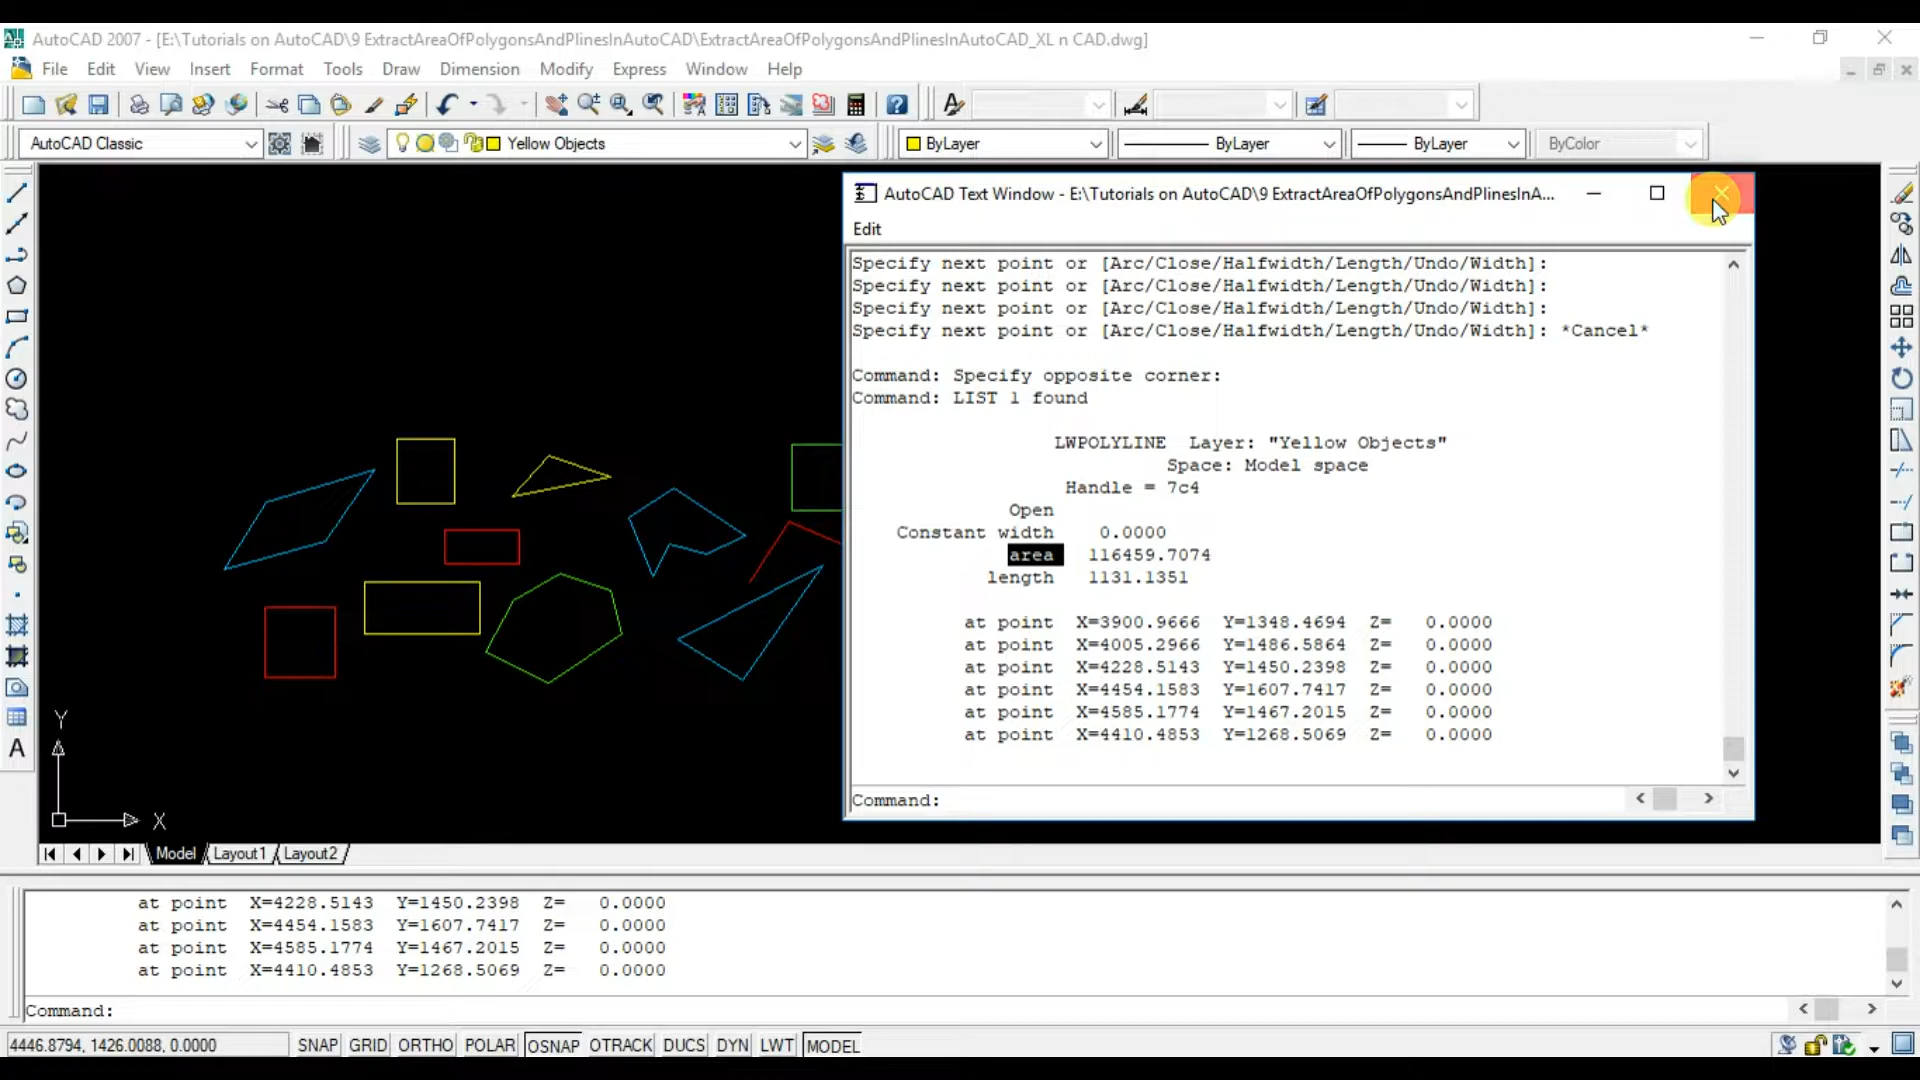 AutoCAD 2007 - [E:\Tutorials on AutoCAD\9 ExtractAreaOfPolygonsAndPlinesInAutoCAD\ExtractAreaOfPolygonsAndPlinesInAutoCAD_XL n CAD.dwg]
File Edit View Insert Format Tools Draw Dimension Modify Express Window Help
AutoCAD Classic Yellow Objects ByLayer ByLayer ByLayer ByColor
AutoCAD Text Window - E:\Tutorials on AutoCAD\9 ExtractAreaOfPolygonsAndPlinesInA...
Edit
Specify next point or [Arc/Close/Halfwidth/Length/Undo/Width]:
Specify next point or [Arc/Close/Halfwidth/Length/Undo/Width]:
Specify next point or [Arc/Close/Halfwidth/Length/Undo/Width]:
Specify next point or [Arc/Close/Halfwidth/Length/Undo/Width]: *Cancel*
Command: Specify opposite corner:
Command: LIST 1 found
LWPOLYLINE Layer: "Yellow Objects"
Space: Model space
Handle = 7c4
Open
Constant width 0.0000
area 116459.7074
length 1131.1351
at point X=3900.9666 Y=1348.4694 Z= 0.0000
at point X=4005.2966 Y=1486.5864 Z= 0.0000
at point X=4228.5143 Y=1450.2398 Z= 0.0000
at point X=4454.1583 Y=1607.7417 Z= 0.0000
at point X=4585.1774 Y=1467.2015 Z= 0.0000
at point X=4410.4853 Y=1268.5069 Z= 0.0000
Command:
Y
X
A
Model Layout1 Layout2
at point X=4228.5143 Y=1450.2398 Z= 0.0000
at point X=4454.1583 Y=1607.7417 Z= 0.0000
at point X=4585.1774 Y=1467.2015 Z= 0.0000
at point X=4410.4853 Y=1268.5069 Z= 0.0000
Command:
4446.8794, 1426.0088, 0.0000 SNAP GRID ORTHO POLAR OSNAP OTRACK DUCS DYN LWT MODEL